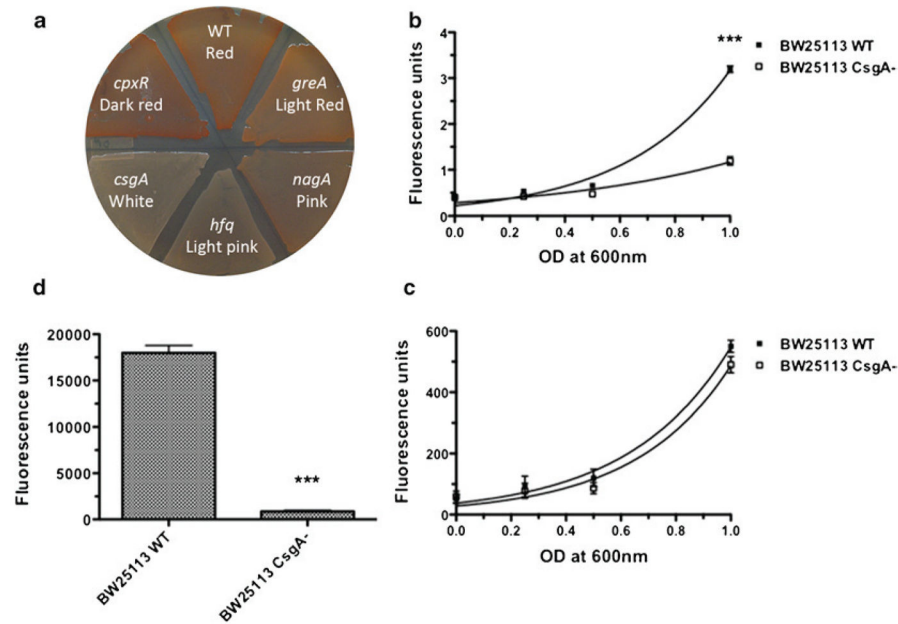 a
WT
Red
cpxR
Dark red
greA
Light Red
csgA
White
nagA
Pink
hfq
Light pink
b
Fluorescence units
4
3
2
1
0
0.0 0.2 0.4 0.6 0.8 1.0
OD at 600nm
***
BW25113 WT
BW25113 CsgA-
d
Fluorescence units
20000
15000
10000
5000
0
***
BW25113 WT
BW25113 CsgA-
c
Fluorescence units
600
400
200
0
0.0 0.2 0.4 0.6 0.8 1.0
OD at 600nm
BW25113 WT
BW25113 CsgA-